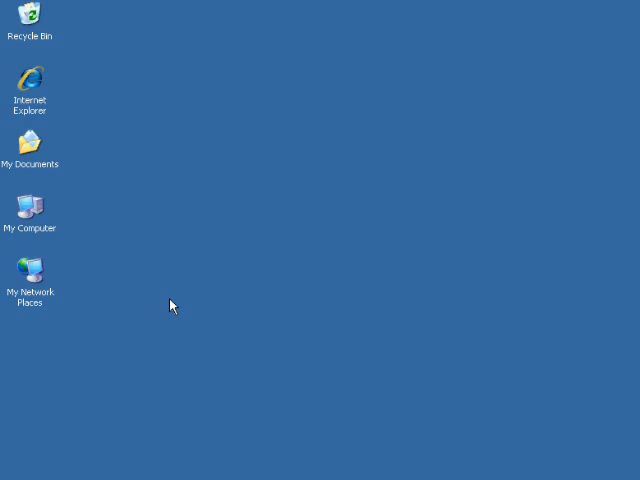 Recycle Bin
Internet
Explorer
My Documents
My Computer
My Network
Places